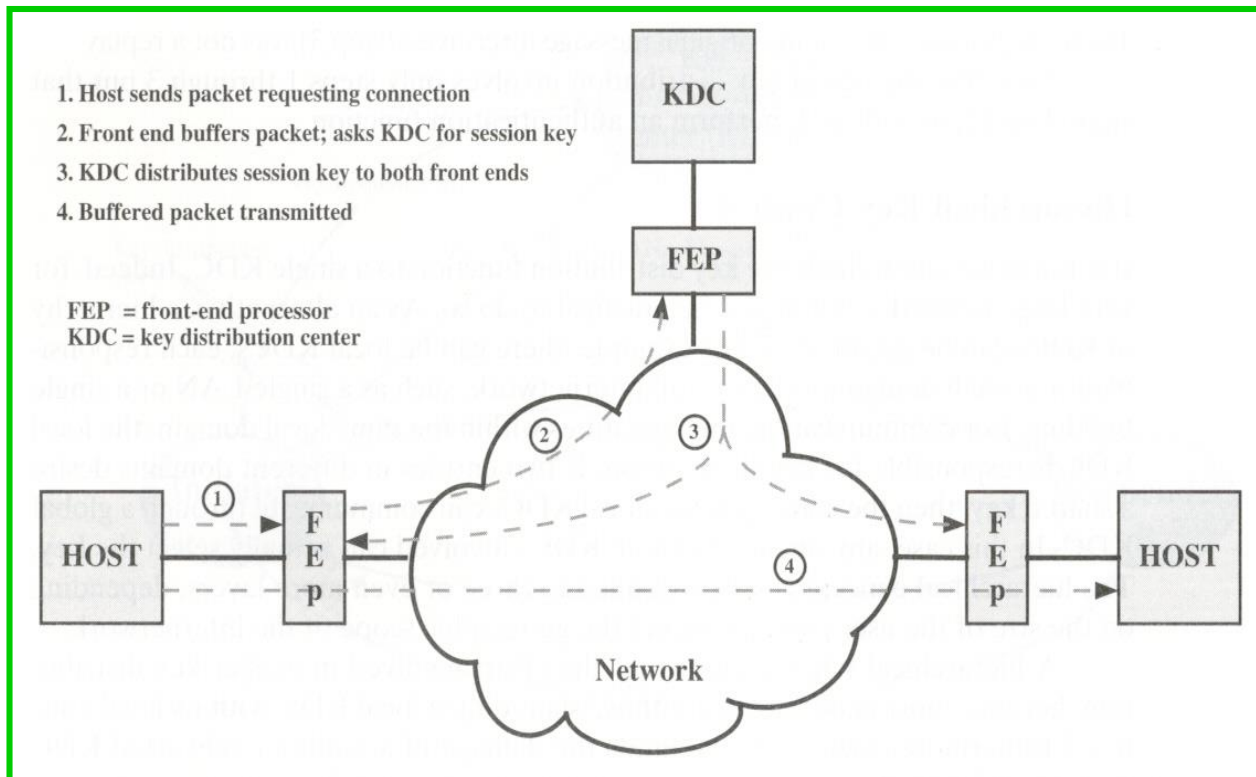 1. Host sends packet requesting connection
2. Front end buffers packet; asks KDC for session key
3. KDC distributes session key to both front ends
4. Buffered packet transmitted
FEP = front-end processor
KDC = key distribution center
KDC
FEP
2
3
1
HOST
F
E
p
4
F
E
p
HOST
Network